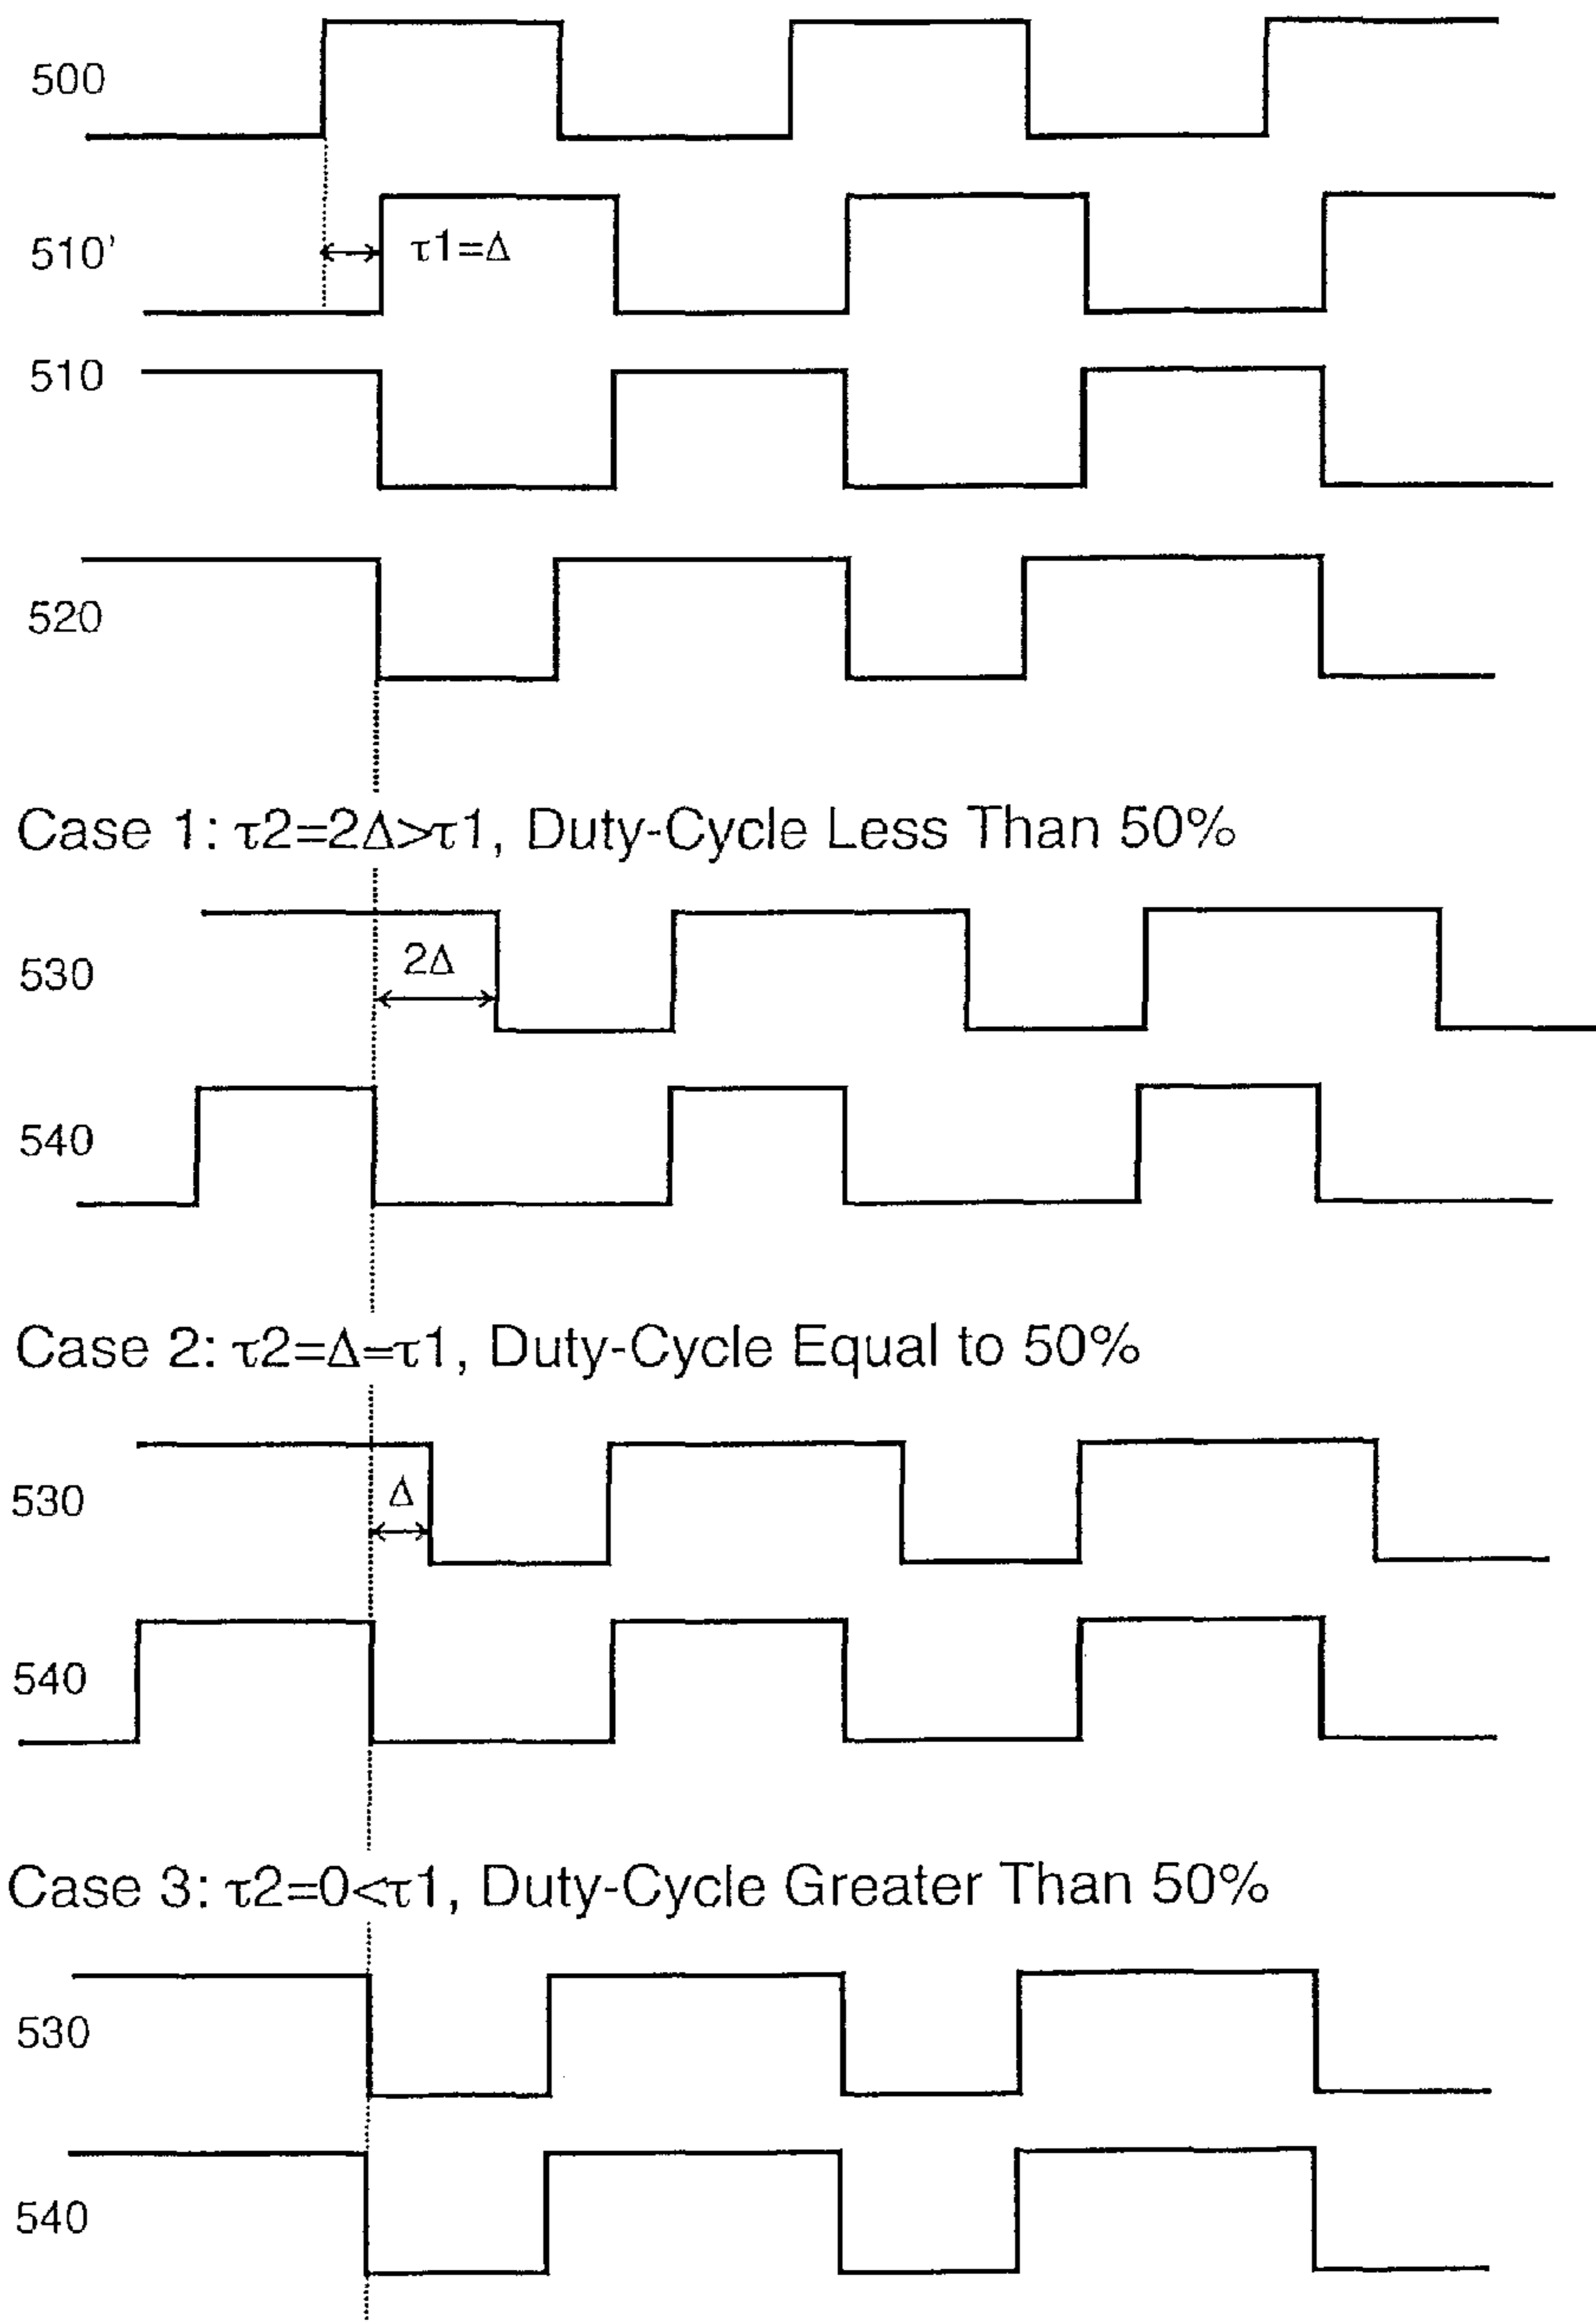 500
510'
τ1=Δ
510
520
Case 1: τ2=2Δ>τ1, Duty-Cycle Less Than 50%
2Δ
530
540
Case 2: τ2=Δ=τ1, Duty-Cycle Equal to 50%
530
Δ
540
Case 3: τ2=0<τ1, Duty-Cycle Greater Than 50%
530
540